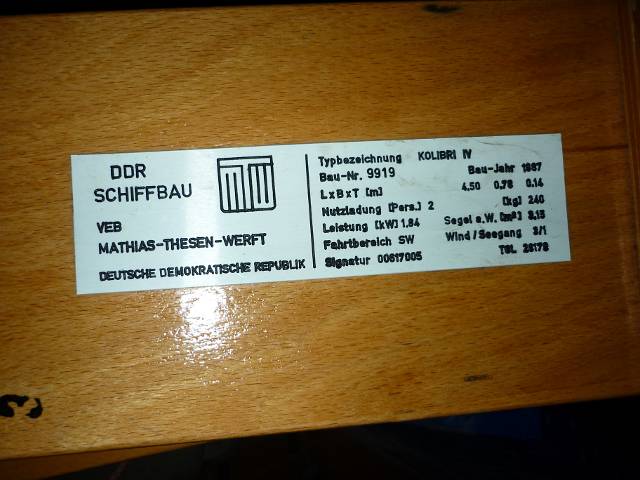 DDR
SCHIFFBAU
VEB
MATHIAS-THESEN-WERFT
DEUTSCHE DEMOKRATISCHE REPUBLIK
Typbezeichnung KOLIBRI IV
Bau-Nr. 9919 Bau-Jahr 1987
LxBxT [m] 4,50 0,78 0,14
Nutzladung [Pers.] 2 [kg] 240
Leistung [kW] 1,84 Segel e.W. [m²] 3,15
Fahrtbereich SW Wind/Seegang 3/1
Signatur 00617005 TGL 28178
3